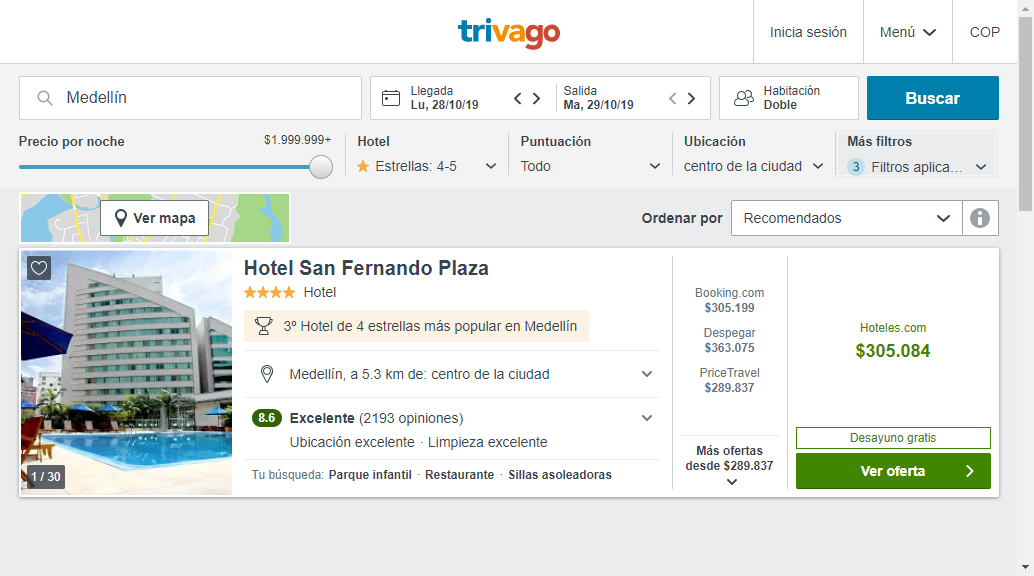 trivago
Inicia sesión
Menú
COP
Medellín
Llegada
Lu, 28/10/19
Salida
Ma, 29/10/19
Habitación
Doble
Buscar
Precio por noche
$1.999.999+
Hotel
Estrellas: 4-5
Puntuación
Todo
Ubicación
centro de la ciudad
Más filtros
3 Filtros aplica...
Ver mapa
Ordenar por
Recomendados
Hotel San Fernando Plaza
Hotel
3º Hotel de 4 estrellas más popular en Medellín
Medellín, a 5.3 km de: centro de la ciudad
8.6 Excelente (2193 opiniones)
Ubicación excelente · Limpieza excelente
Tu búsqueda: Parque infantil · Restaurante · Sillas asoleadoras
1 / 30
Booking.com
$305.199
Despegar
$363.075
PriceTravel
$289.837
Más ofertas
desde $289.837
Hoteles.com
$305.084
Desayuno gratis
Ver oferta